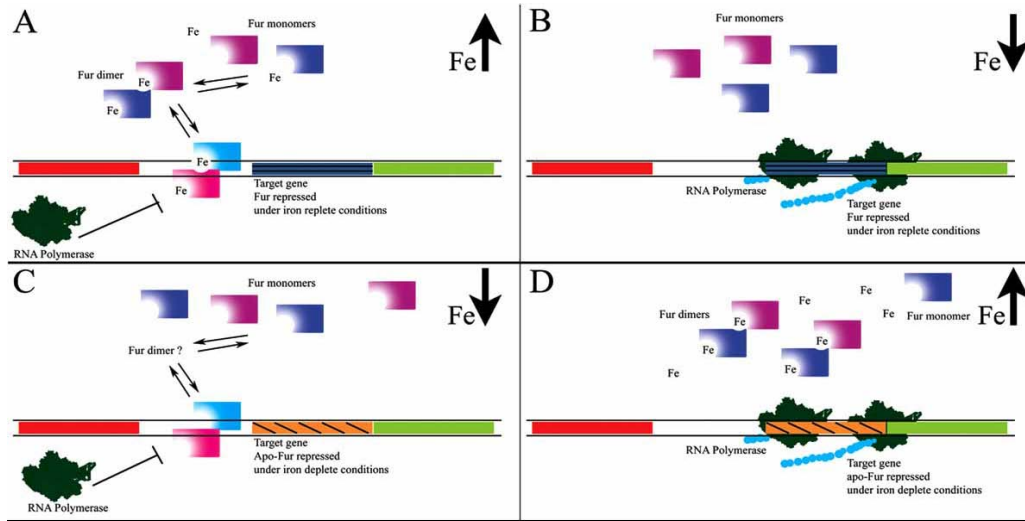 A
Fe
Fur monomers
Fe
Fe
Fur dimer
Fe
Fe
Fe
Fe
Target gene
Fur repressed
under iron replete conditions
RNA Polymerase
B
Fur monomers
Fe
RNA Polymerase
Target gene
Fur repressed
under iron replete conditions
C
Fur monomers
Fe
Fur dimer ?
Target gene
Apo-Fur repressed
under iron deplete conditions
RNA Polymerase
D
Fe
Fe
Fe
Fur dimers
Fur monomer
Fe
Fe
Fe
Fe
Fe
RNA Polymerase
Target gene
apo-Fur repressed
under iron deplete conditions